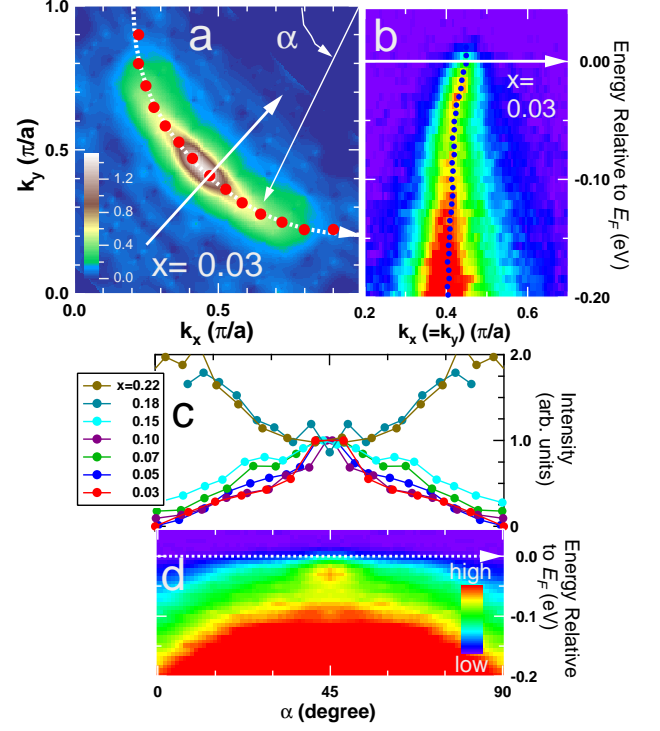 1.0
a
α
k_y (π/a)
0.5
1.2
0.8
0.4
0.0
x= 0.03
0.0
0.0
0.5
k_x (π/a)
b
0.00
x=
0.03
-0.10
-0.20
Energy Relative to E_F (eV)
0.2
0.4
0.6
k_x (=k_y) (π/a)
x=0.22
0.18
0.15
0.10
0.07
0.05
0.03
c
2.0
1.0
0
Intensity
(arb. units)
d
0.0
-0.1
-0.2
Energy Relative
to E_F (eV)
high
low
0
45
90
α (degree)